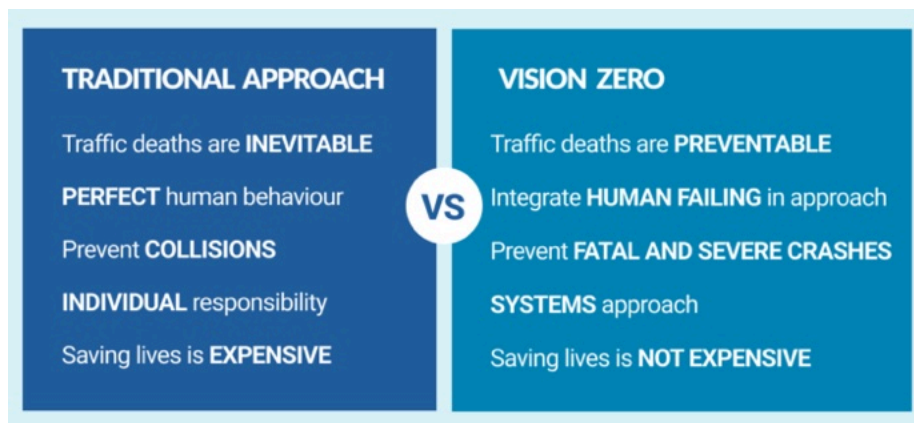 TRADITIONAL APPROACH
Traffic deaths are INEVITABLE
PERFECT human behaviour
Prevent COLLISIONS
INDIVIDUAL responsibility
Saving lives is EXPENSIVE
VS
VISION ZERO
Traffic deaths are PREVENTABLE
Integrate HUMAN FAILING in approach
Prevent FATAL AND SEVERE CRASHES
SYSTEMS approach
Saving lives is NOT EXPENSIVE